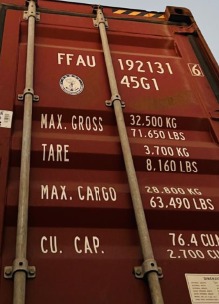 FFAU 192131 6
45G1
MAX. GROSS 32.500 KG
71.650 LBS
TARE 3.700 KG
8.160 LBS
MAX. CARGO 28.800 KG
63.490 LBS
CU. CAP. 76.4 CU.
2.700 CU